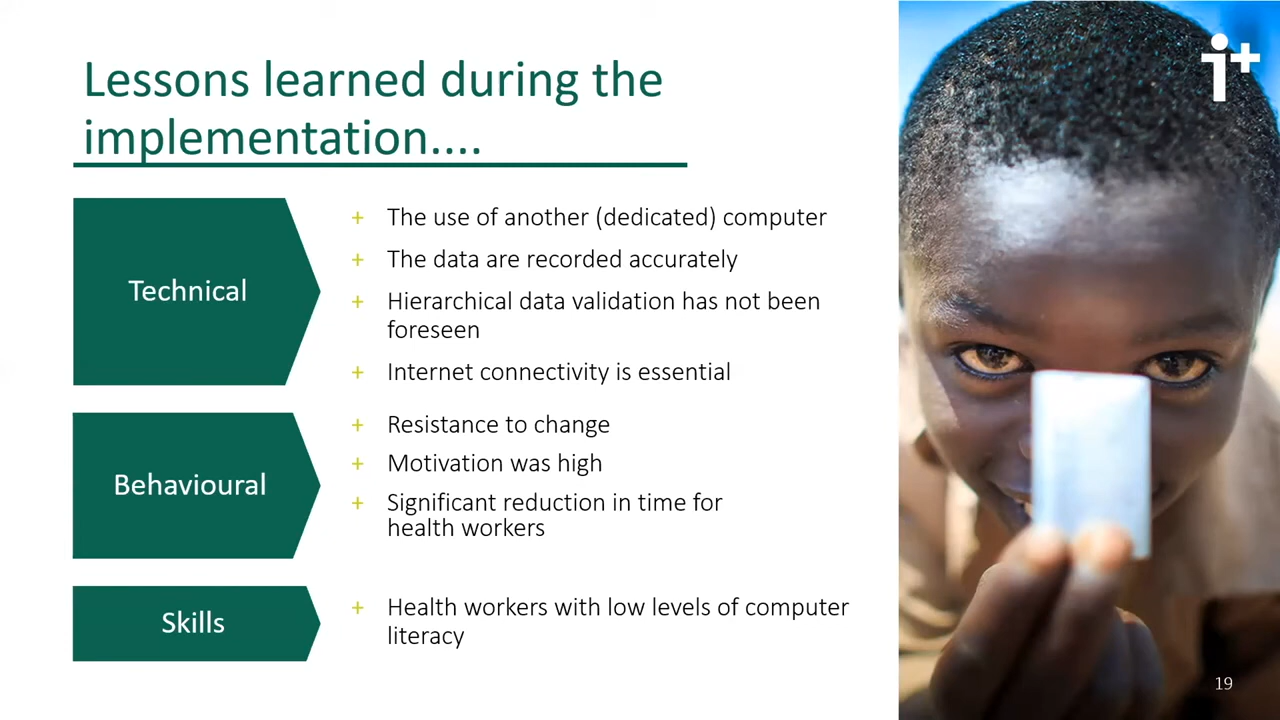 Lessons learned during the
implementation....
Technical
+ The use of another (dedicated) computer
+ The data are recorded accurately
+ Hierarchical data validation has not been
foreseen
+ Internet connectivity is essential
Behavioural
+ Resistance to change
+ Motivation was high
+ Significant reduction in time for
health workers
Skills
+ Health workers with low levels of computer
literacy
i+
19